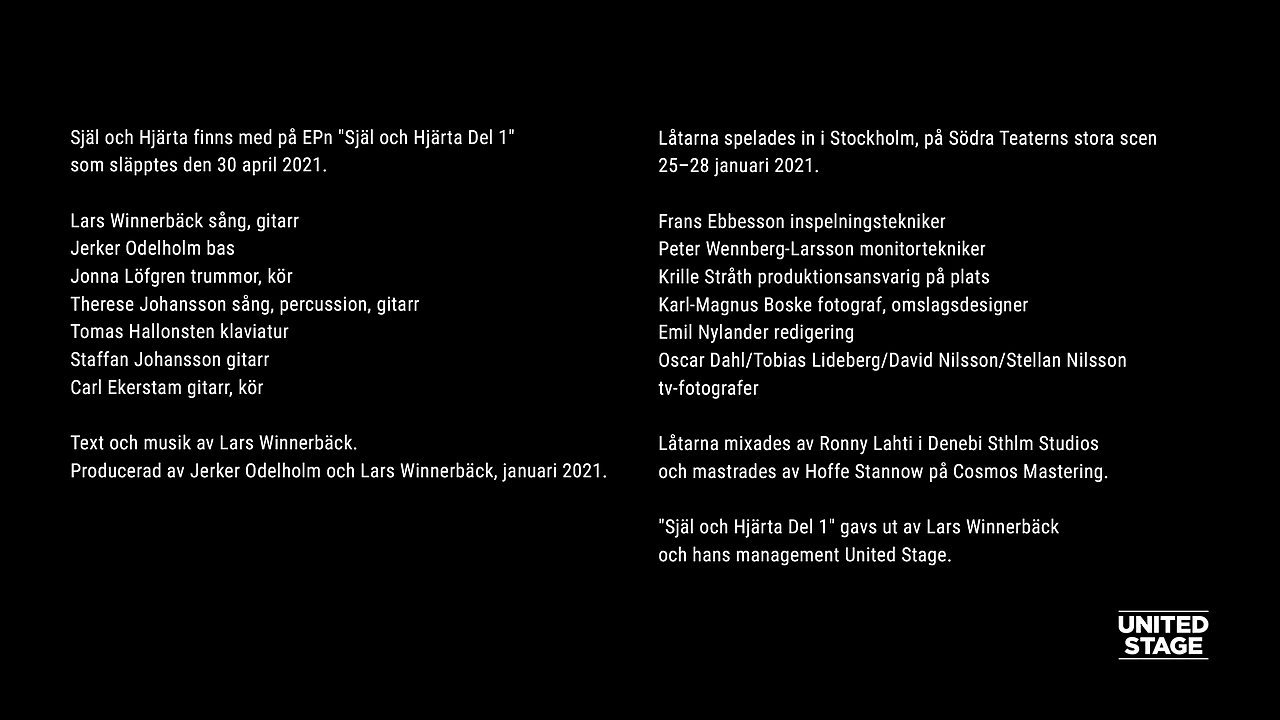 Själ och Hjärta finns med på EPn "Själ och Hjärta Del 1"
som släpptes den 30 april 2021.
Lars Winnerbäck sång, gitarr
Jerker Odelholm bas
Jonna Löfgren trummor, kör
Therese Johansson sång, percussion, gitarr
Tomas Hallonsten klaviatur
Staffan Johansson gitarr
Carl Ekerstam gitarr, kör
Text och musik av Lars Winnerbäck.
Producerad av Jerker Odelholm och Lars Winnerbäck, januari 2021.
Låtarna spelades in i Stockholm, på Södra Teaterns stora scen
25–28 januari 2021.
Frans Ebbesson inspelningstekniker
Peter Wennberg-Larsson monitortekniker
Krille Stråth produktionsansvarig på plats
Karl-Magnus Boske fotograf, omslagsdesigner
Emil Nylander redigering
Oscar Dahl/Tobias Lideberg/David Nilsson/Stellan Nilsson
tv-fotografer
Låtarna mixades av Ronny Lahti i Denebi Sthlm Studios
och mastrades av Hoffe Stannow på Cosmos Mastering.
"Själ och Hjärta Del 1" gavs ut av Lars Winnerbäck
och hans management United Stage.
UNITED
STAGE